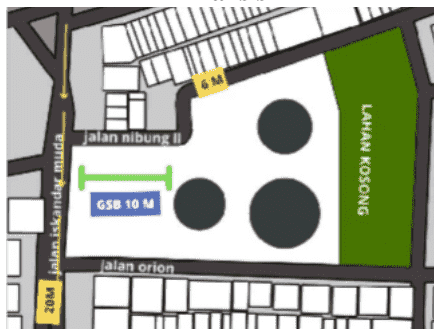 6 M
jalan nibung II
LAHAN KOSONG
jalan iskandar muda
GSB 10 M
jalan orion
20M